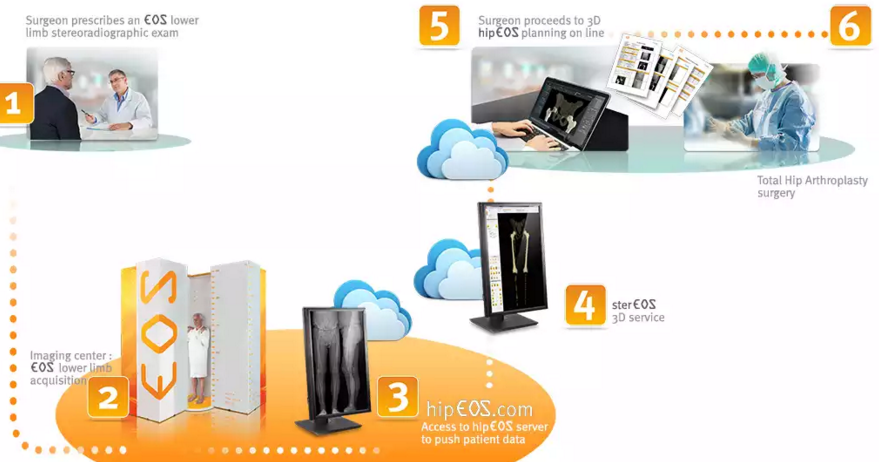 1
Surgeon prescribes an EOS lower
limb stereoradiographic exam
EOS
Imaging center :
EOS lower limb
acquisition
2
3
hipEOS.com
Access to hipEOS server
to push patient data
4
sterEOS
3D service
5
Surgeon proceeds to 3D
hipEOS planning on line
6
Total Hip Arthroplasty
surgery